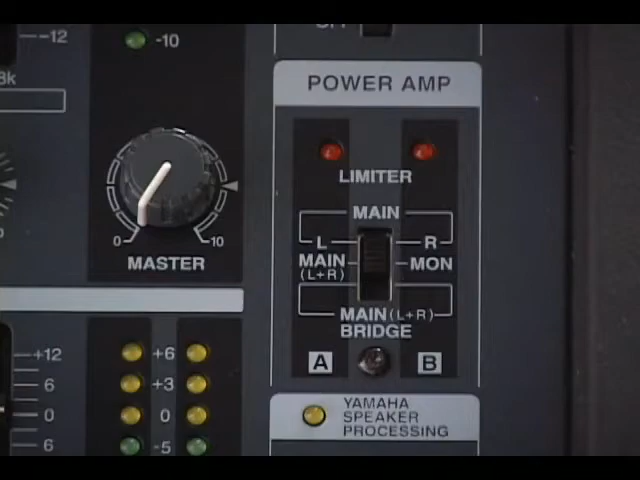 -12
-10
8k
POWER AMP
LIMITER
MAIN
L R
MAIN MON
(L+R)
MAIN (L+R)
BRIDGE
A B
0 10
MASTER
+12
6
0
6
+6
+3
0
-5
YAMAHA
SPEAKER
PROCESSING